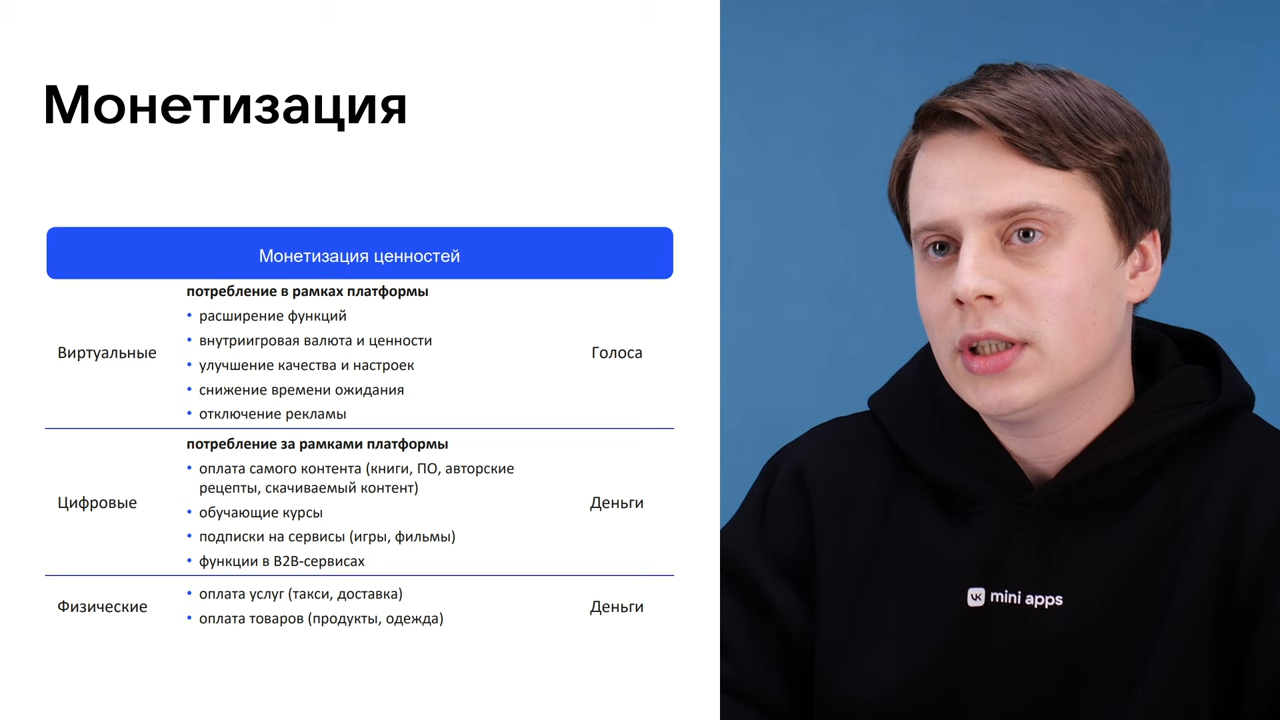 Монетизация
Монетизация ценностей
Виртуальные
потребление в рамках платформы
• расширение функций
• внутриигровая валюта и ценности
• улучшение качества и настроек
• снижение времени ожидания
• отключение рекламы
Голоса
Цифровые
потребление за рамками платформы
• оплата самого контента (книги, ПО, авторские
рецепты, скачиваемый контент)
• обучающие курсы
• подписки на сервисы (игры, фильмы)
• функции в B2B-сервисах
Деньги
Физические
• оплата услуг (такси, доставка)
• оплата товаров (продукты, одежда)
Деньги
VK mini apps